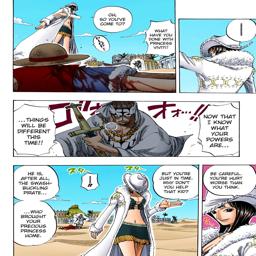 OH,
SO YOU'VE
COME TO?
WHAT
HAVE YOU
DONE WITH
PRINCESS
VIVI?!
NOW THAT I
KNOW WHAT
YOUR
POWERS
ARE...
...THINGS
WILL BE
DIFFERENT
THIS
TIME!!
BE CAREFUL.
YOU'RE HURT
WORSE THAN
YOU THINK.
BUT YOU'RE
JUST IN TIME.
WHY DON'T
YOU HELP
THAT KID?
!
HE IS,
AFTER ALL,
THE SWASH-
BUCKLING
PIRATE...
...WHO
BROUGHT YOUR
PRECIOUS
PRINCESS
HOME.